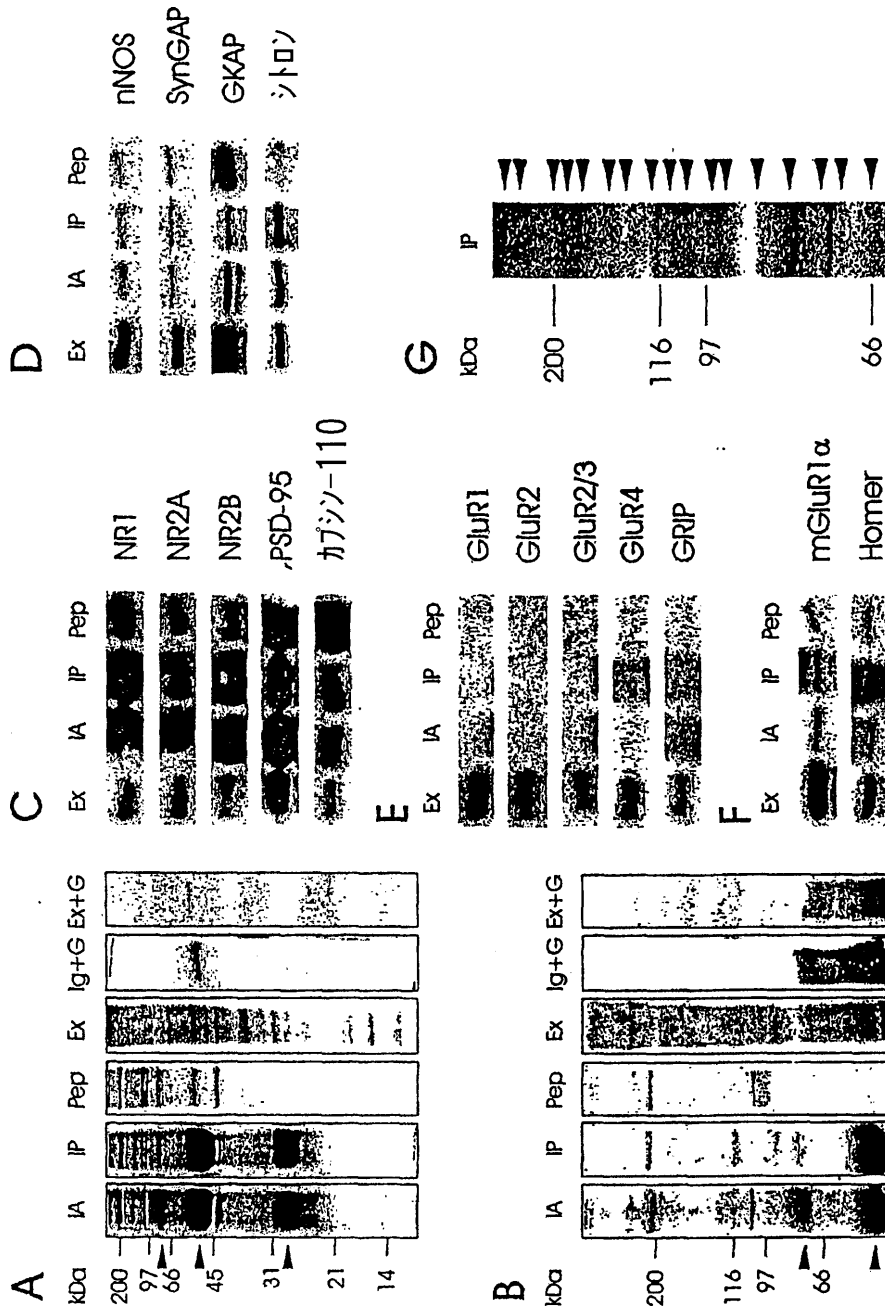 A
kDa IA IP Pep Ex Ig+G Ex+G
200
97
66
45
31
21
14
B
kDa IA IP Pep Ex Ig+G Ex+G
200
116
97
66
C
Ex IA IP Pep
NR1
NR2A
NR2B
PSD-95
カプシン-110
D
Ex IA IP Pep
nNOS
SynGAP
GKAP
シトロン
E
Ex IA IP Pep
GluR1
GluR2
GluR2/3
GluR4
GRIP
F
Ex IA IP Pep
mGluR1α
Homer
G
kDa IP
200
116
97
66